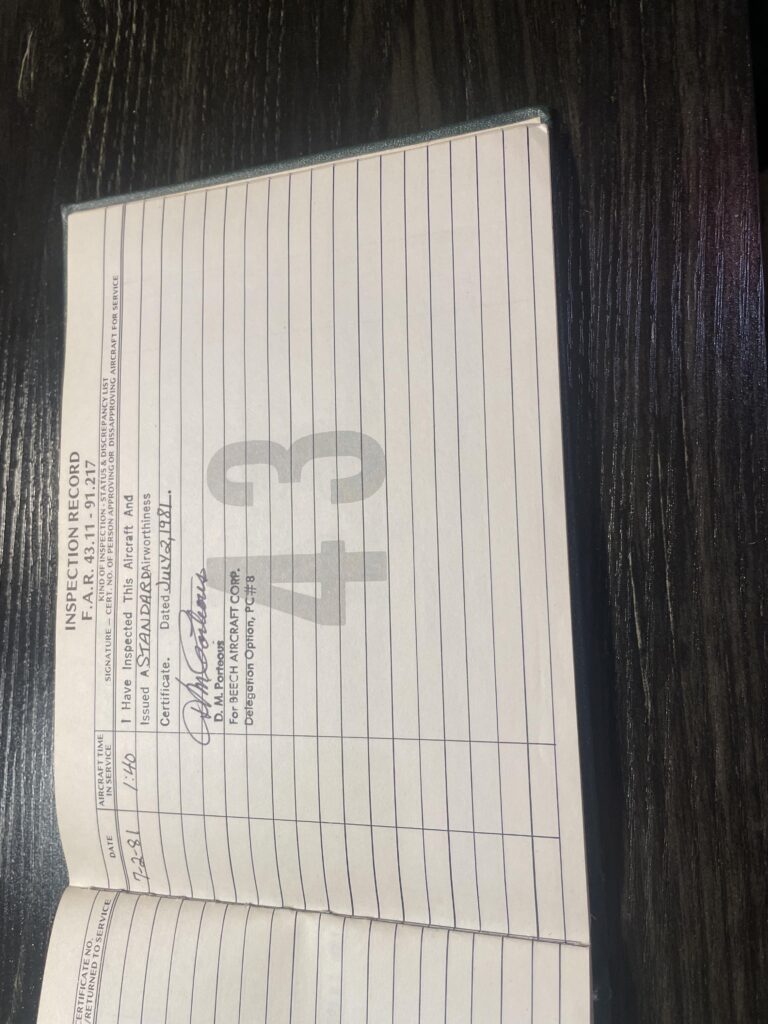 CERTIFICATE NO.
/RETURNED TO SERVICE
INSPECTION RECORD
F.A.R. 43.11 - 91.217
DATE
AIRCRAFT TIME
IN SERVICE
KIND OF INSPECTION - STATUS & DISCREPANCY LIST
SIGNATURE – CERT. NO. OF PERSON APPROVING OR DISSAPPROVING AIRCRAFT FOR SERVICE
7-2-81 1:40 I Have Inspected This Aircraft And
Issued A STANDARD Airworthiness
Certificate. Dated JULY 2, 1981.
D. M. Porteous
D. M. Porteous
For BEECH AIRCRAFT CORP.
Delegation Option, PC#8
43